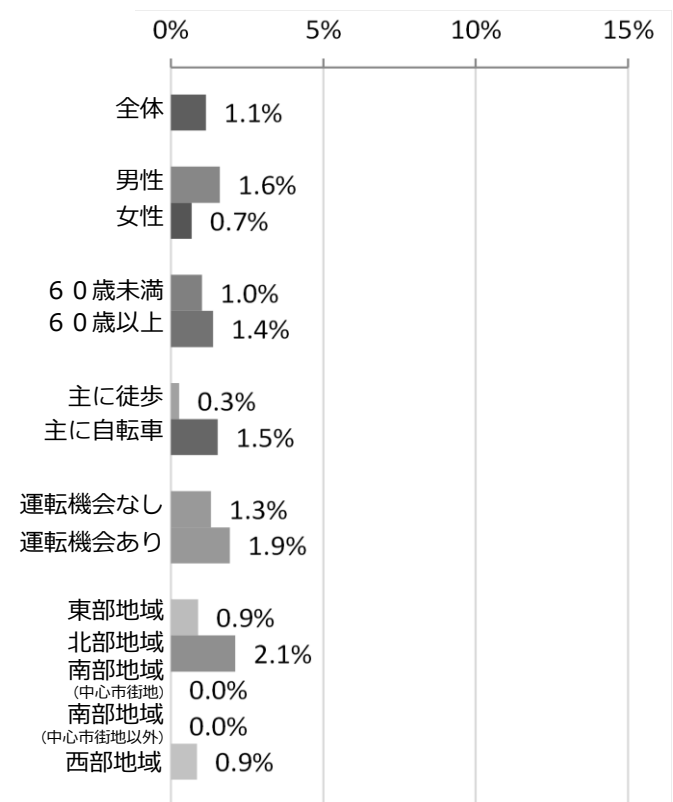 0% 5% 10% 15%
全体 1.1%
男性 1.6%
女性 0.7%
６０歳未満 1.0%
６０歳以上 1.4%
主に徒歩 0.3%
主に自転車 1.5%
運転機会なし 1.3%
運転機会あり 1.9%
東部地域 0.9%
北部地域 2.1%
南部地域
（中心市街地） 0.0%
南部地域
（中心市街地以外） 0.0%
西部地域 0.9%